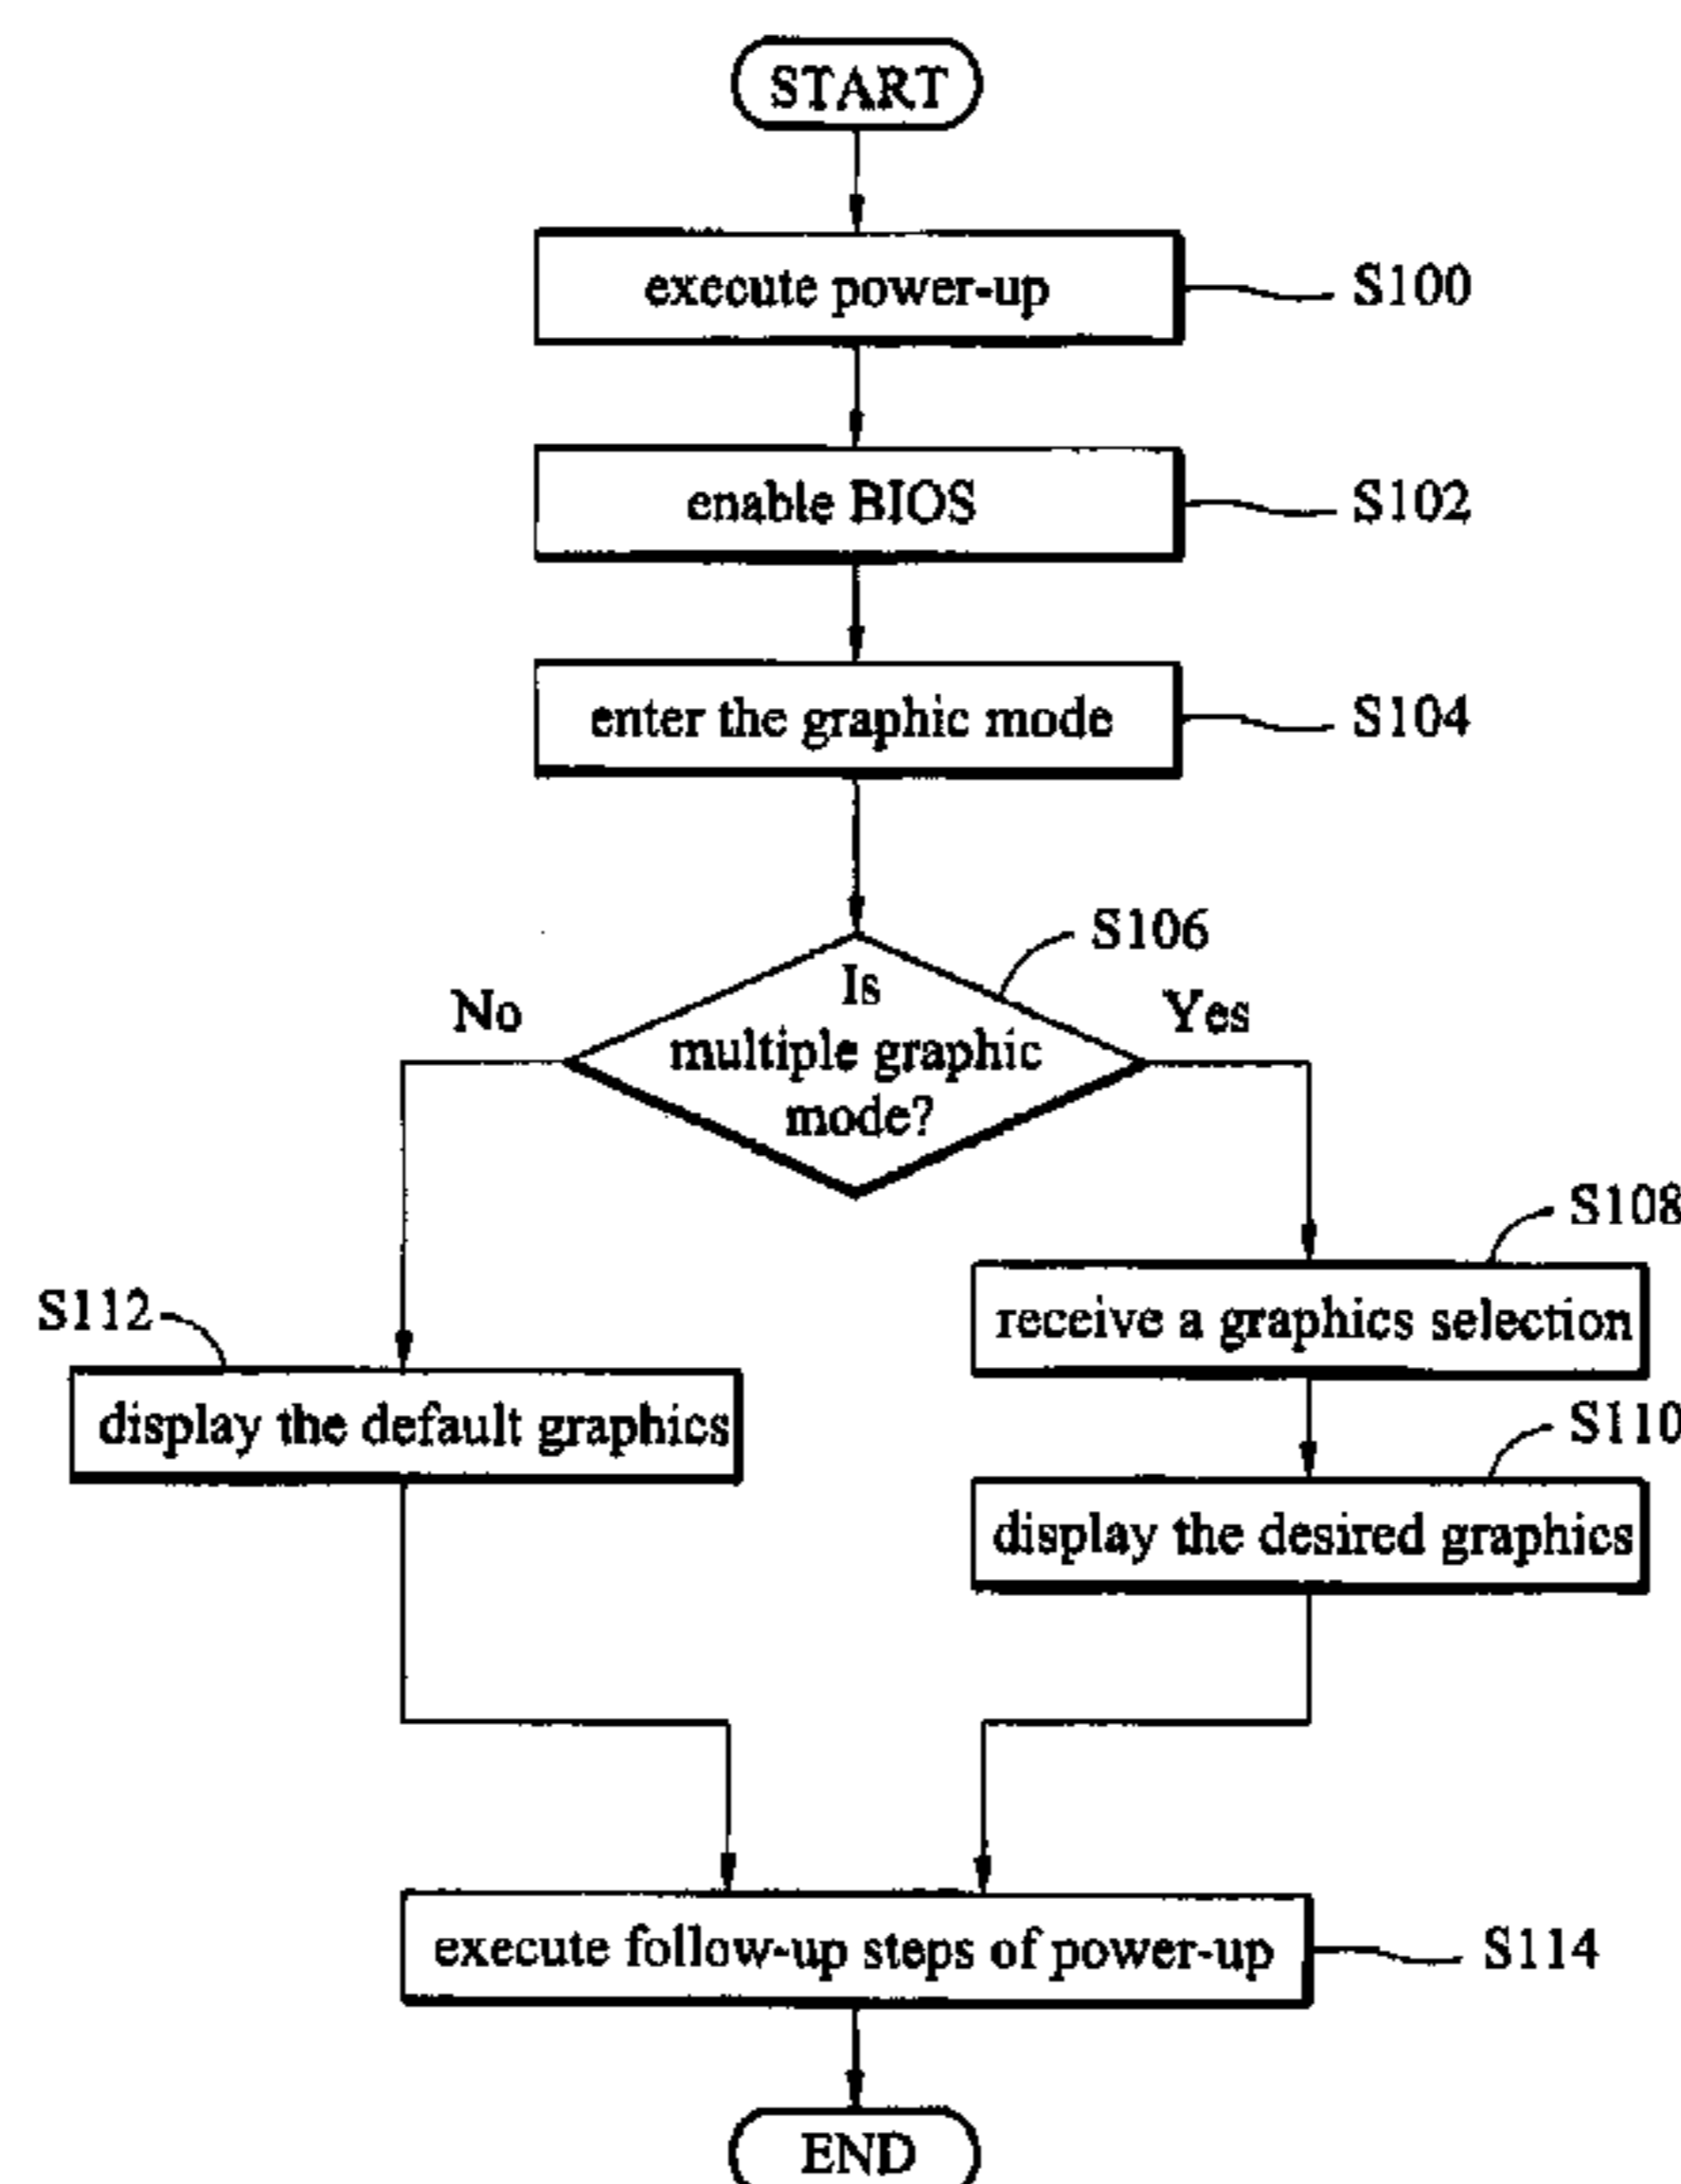 START
execute power-up
S100
enable BIOS
S102
enter the graphic mode
S104
S106
Is
multiple graphic
mode?
No
Yes
S108
receive a graphics selection
S112
display the default graphics
S110
display the desired graphics
execute follow-up steps of power-up
S114
END